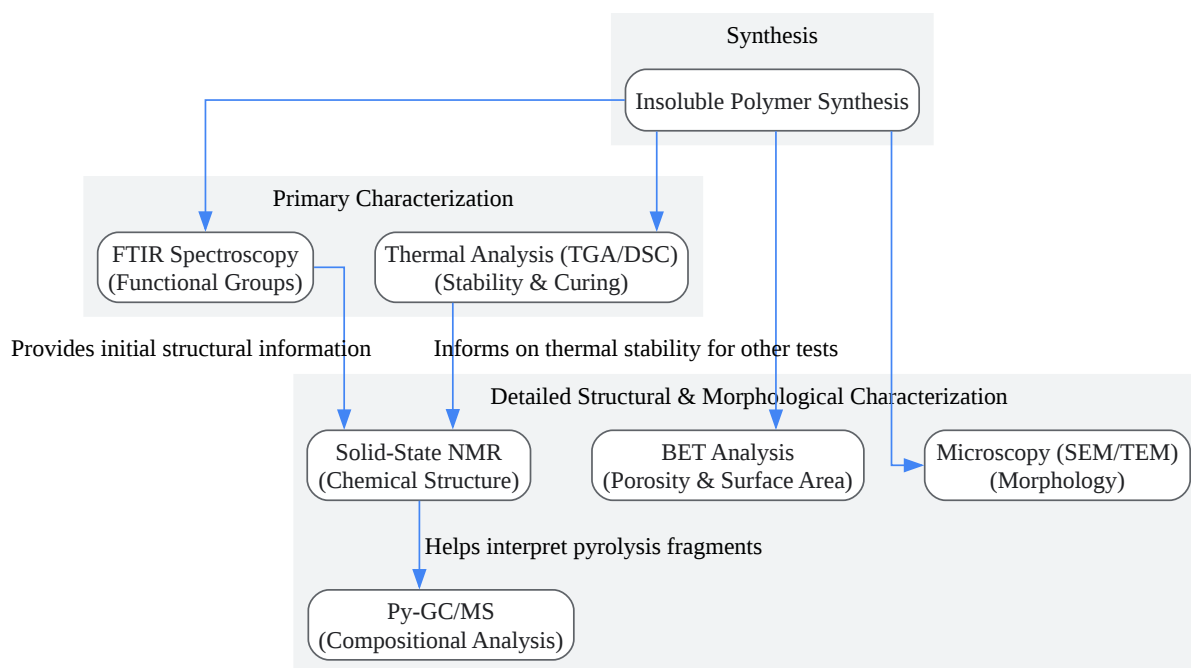 Synthesis
Insoluble Polymer Synthesis
Primary Characterization
FTIR Spectroscopy
(Functional Groups)
Thermal Analysis (TGA/DSC)
(Stability & Curing)
Provides initial structural information
Informs on thermal stability for other tests
Detailed Structural & Morphological Characterization
Solid-State NMR
(Chemical Structure)
BET Analysis
(Porosity & Surface Area)
Microscopy (SEM/TEM)
(Morphology)
Helps interpret pyrolysis fragments
Py-GC/MS
(Compositional Analysis)